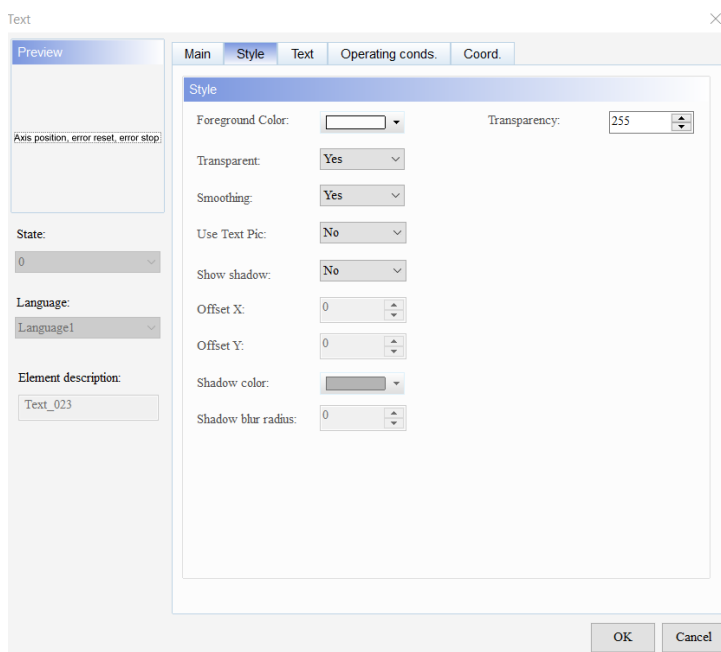 Text
Preview
Axis position, error reset, error stop
State:
0
Language:
Language1
Element description:
Text_023
Main Style Text Operating conds. Coord.
Style
Foreground Color:
Transparency: 255
Transparent: Yes
Smoothing: Yes
Use Text Pic: No
Show shadow: No
Offset X: 0
Offset Y: 0
Shadow color:
Shadow blur radius: 0
OK Cancel